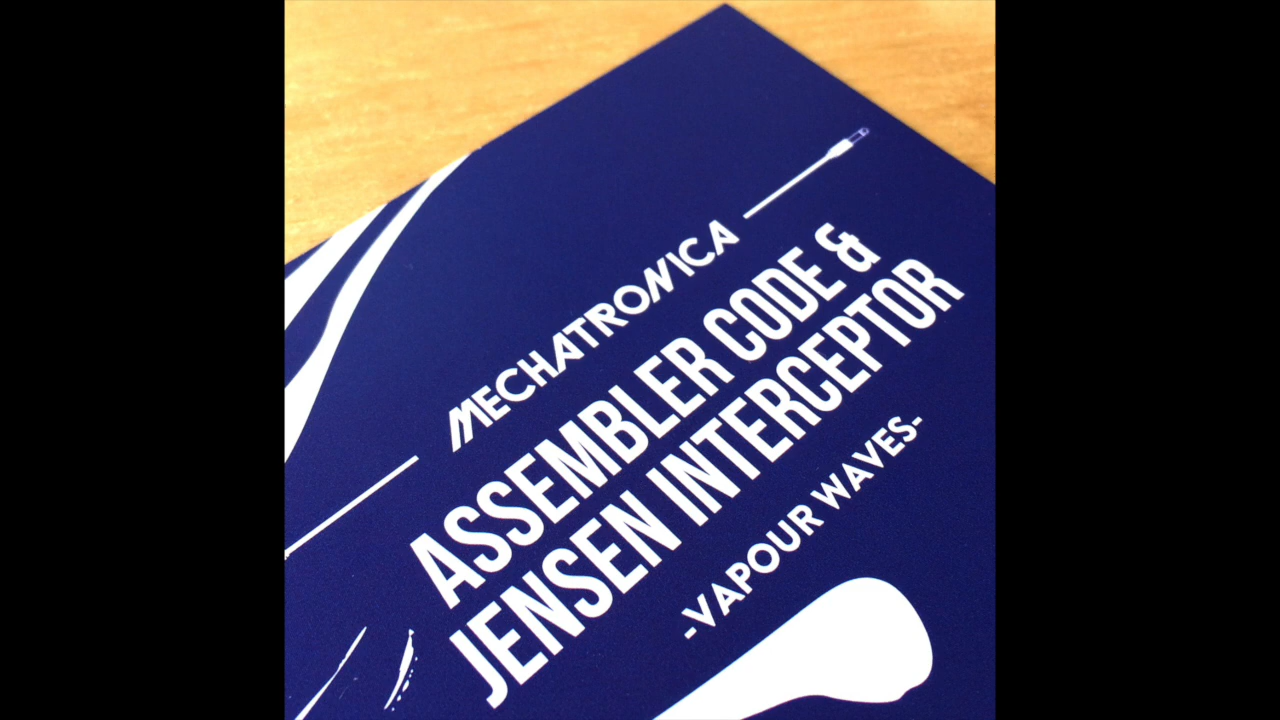 MECHATRONICA
ASSEMBLER CODE &
JENSEN INTERCEPTOR
-VAPOUR WAVES-